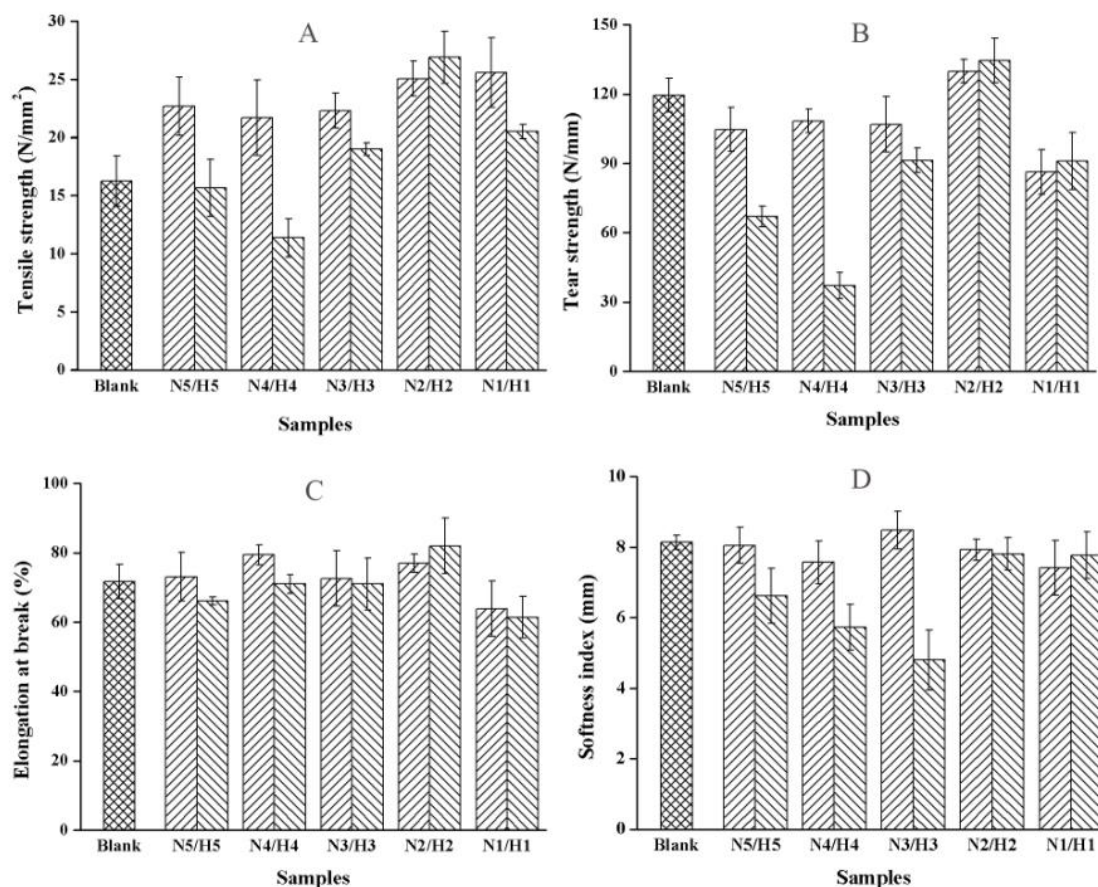 A
Tensile strength (N/mm²)
30
25
20
15
10
5
0
Blank N5/H5 N4/H4 N3/H3 N2/H2 N1/H1
Samples
B
Tear strength (N/mm)
150
120
90
60
30
0
Blank N5/H5 N4/H4 N3/H3 N2/H2 N1/H1
Samples
C
Elongation at break (%)
100
80
60
40
20
0
Blank N5/H5 N4/H4 N3/H3 N2/H2 N1/H1
Samples
D
Softness index (mm)
10
8
6
4
2
0
Blank N5/H5 N4/H4 N3/H3 N2/H2 N1/H1
Samples